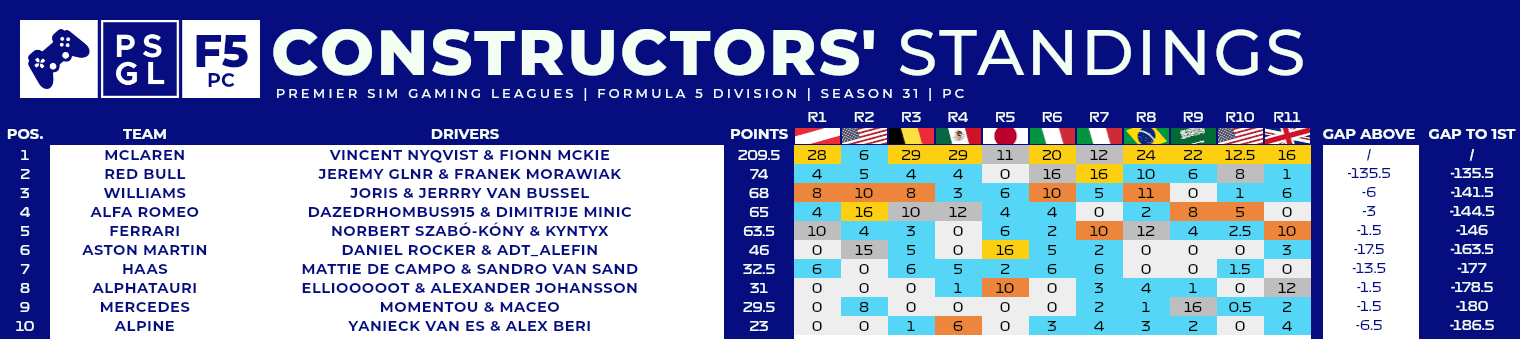 PS
GL
F5
PC
CONSTRUCTORS' STANDINGS
PREMIER SIM GAMING LEAGUES | FORMULA 5 DIVISION | SEASON 31 | PC
POS. TEAM DRIVERS POINTS R1 R2 R3 R4 R5 R6 R7 R8 R9 R10 R11 GAP ABOVE GAP TO 1ST
1 MCLAREN VINCENT NYQVIST & FIONN MCKIE 209.5 28 6 29 29 11 20 12 24 22 12.5 16 / /
2 RED BULL JEREMY GLNR & FRANEK MORAWIAK 74 4 5 4 4 0 16 16 10 6 8 1 -135.5 -135.5
3 WILLIAMS JORIS & JERRRY VAN BUSSEL 68 8 10 8 3 6 10 5 11 0 1 6 -6 -141.5
4 ALFA ROMEO DAZEDRHOMBUS915 & DIMITRIJE MINIC 65 4 16 10 12 4 4 0 2 8 5 0 -3 -144.5
5 FERRARI NORBERT SZABÓ-KÓNY & KYNTYX 63.5 10 4 3 0 6 2 10 12 4 2.5 10 -1.5 -146
6 ASTON MARTIN DANIEL ROCKER & ADT_ALEFIN 46 0 15 5 0 16 5 2 0 0 0 3 -17.5 -163.5
7 HAAS MATTIE DE CAMPO & SANDRO VAN SAND 32.5 6 0 6 5 2 6 6 0 0 1.5 0 -13.5 -177
8 ALPHATAURI ELLIOOOOOT & ALEXANDER JOHANSSON 31 0 0 0 1 10 0 3 4 1 0 12 -1.5 -178.5
9 MERCEDES MOMENTOU & MACEO 29.5 0 8 0 0 0 0 2 1 16 0.5 2 -1.5 -180
10 ALPINE YANIECK VAN ES & ALEX BERI 23 0 0 1 6 0 3 4 3 2 0 4 -6.5 -186.5